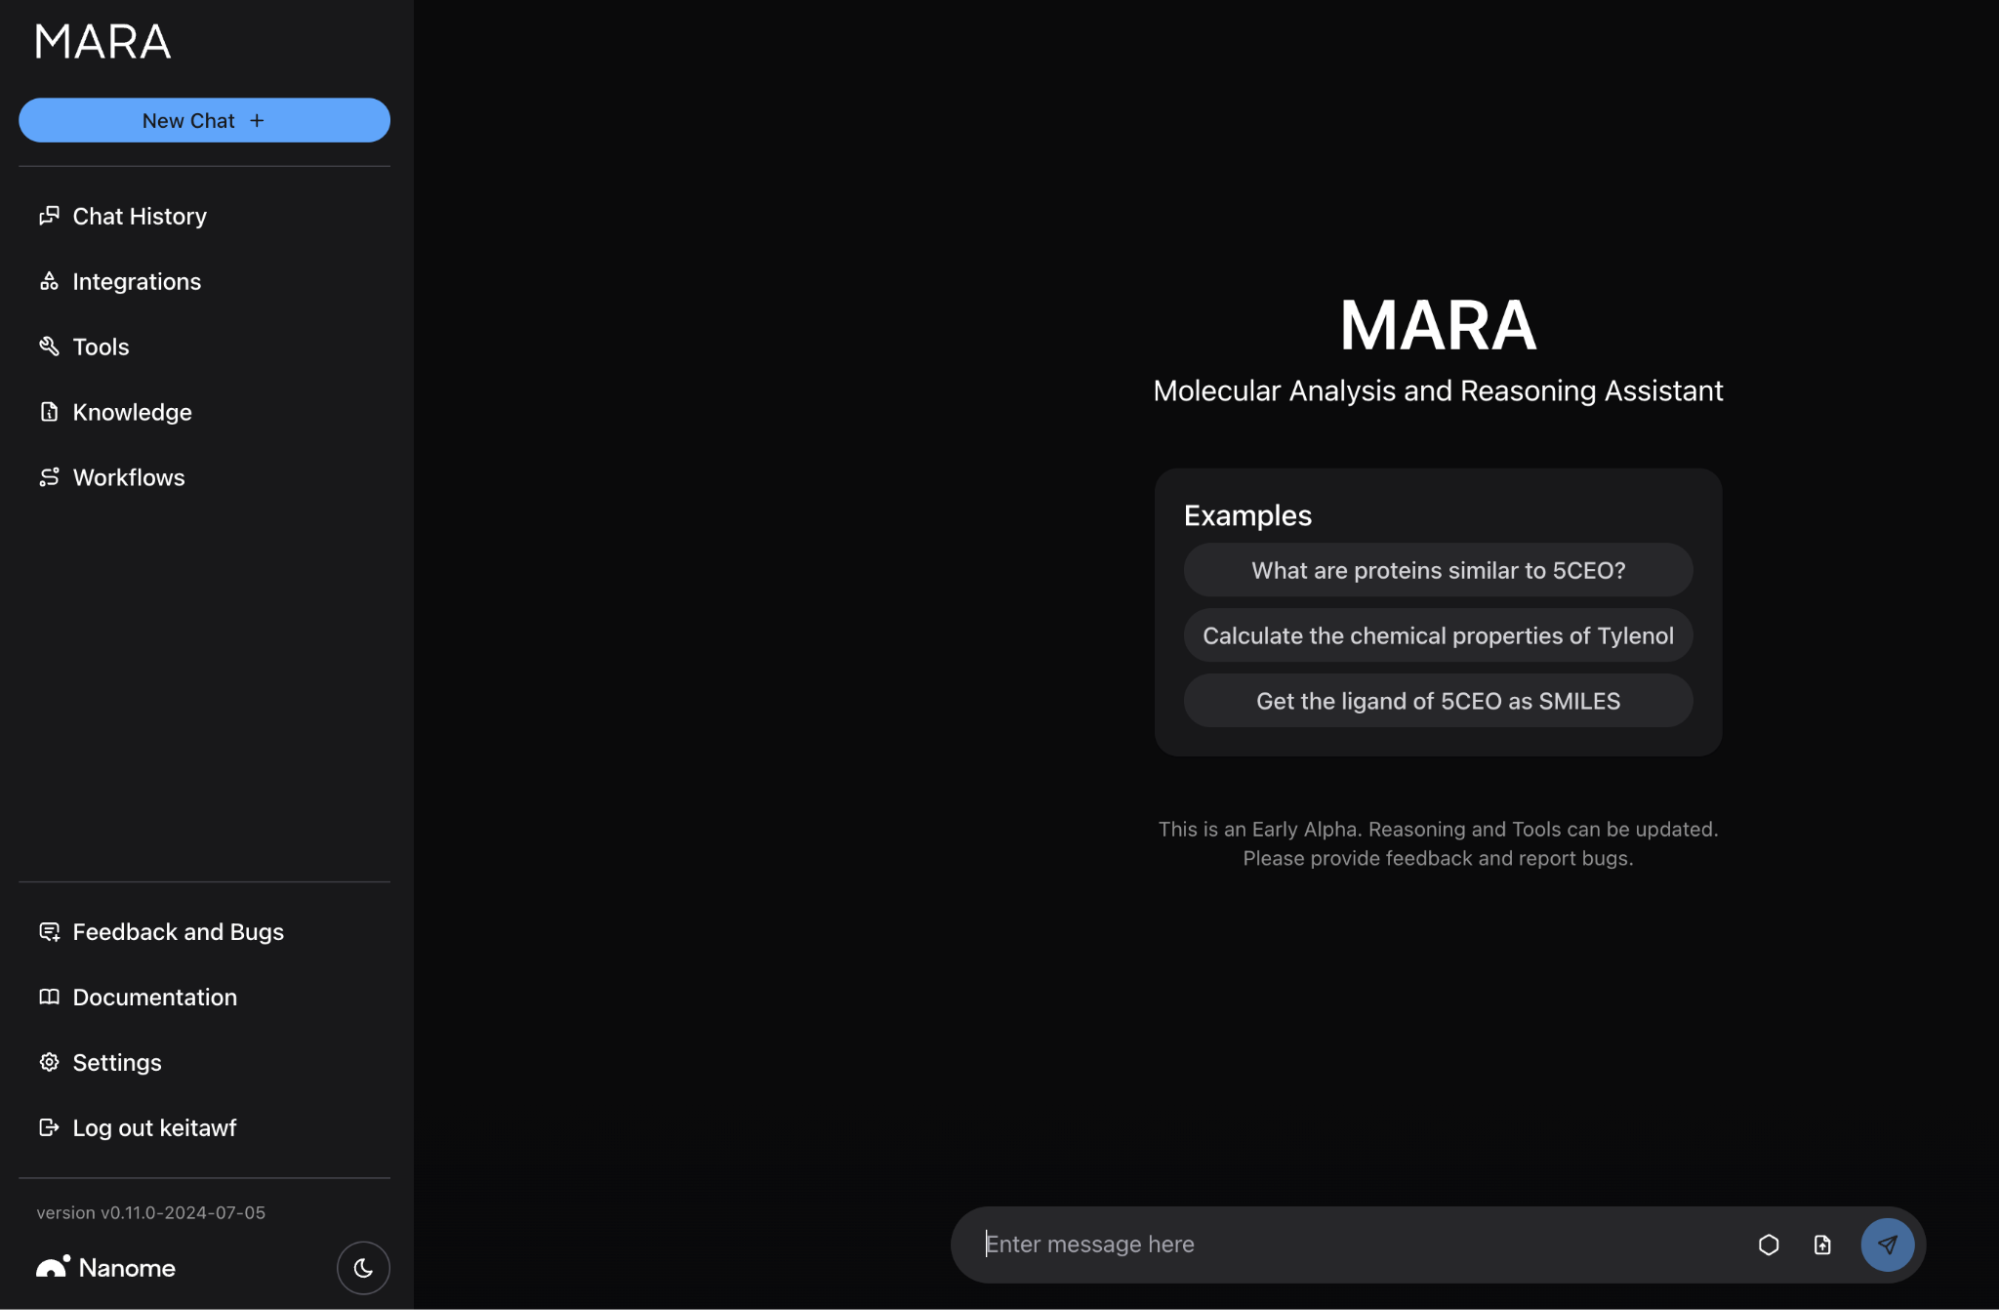 MARA
New Chat +
Chat History
Integrations
Tools
Knowledge
Workflows
Feedback and Bugs
Documentation
Settings
Log out keitawf
version v0.11.0-2024-07-05
Nanome
MARA
Molecular Analysis and Reasoning Assistant
Examples
What are proteins similar to 5CEO?
Calculate the chemical properties of Tylenol
Get the ligand of 5CEO as SMILES
This is an Early Alpha. Reasoning and Tools can be updated.
Please provide feedback and report bugs.
Enter message here